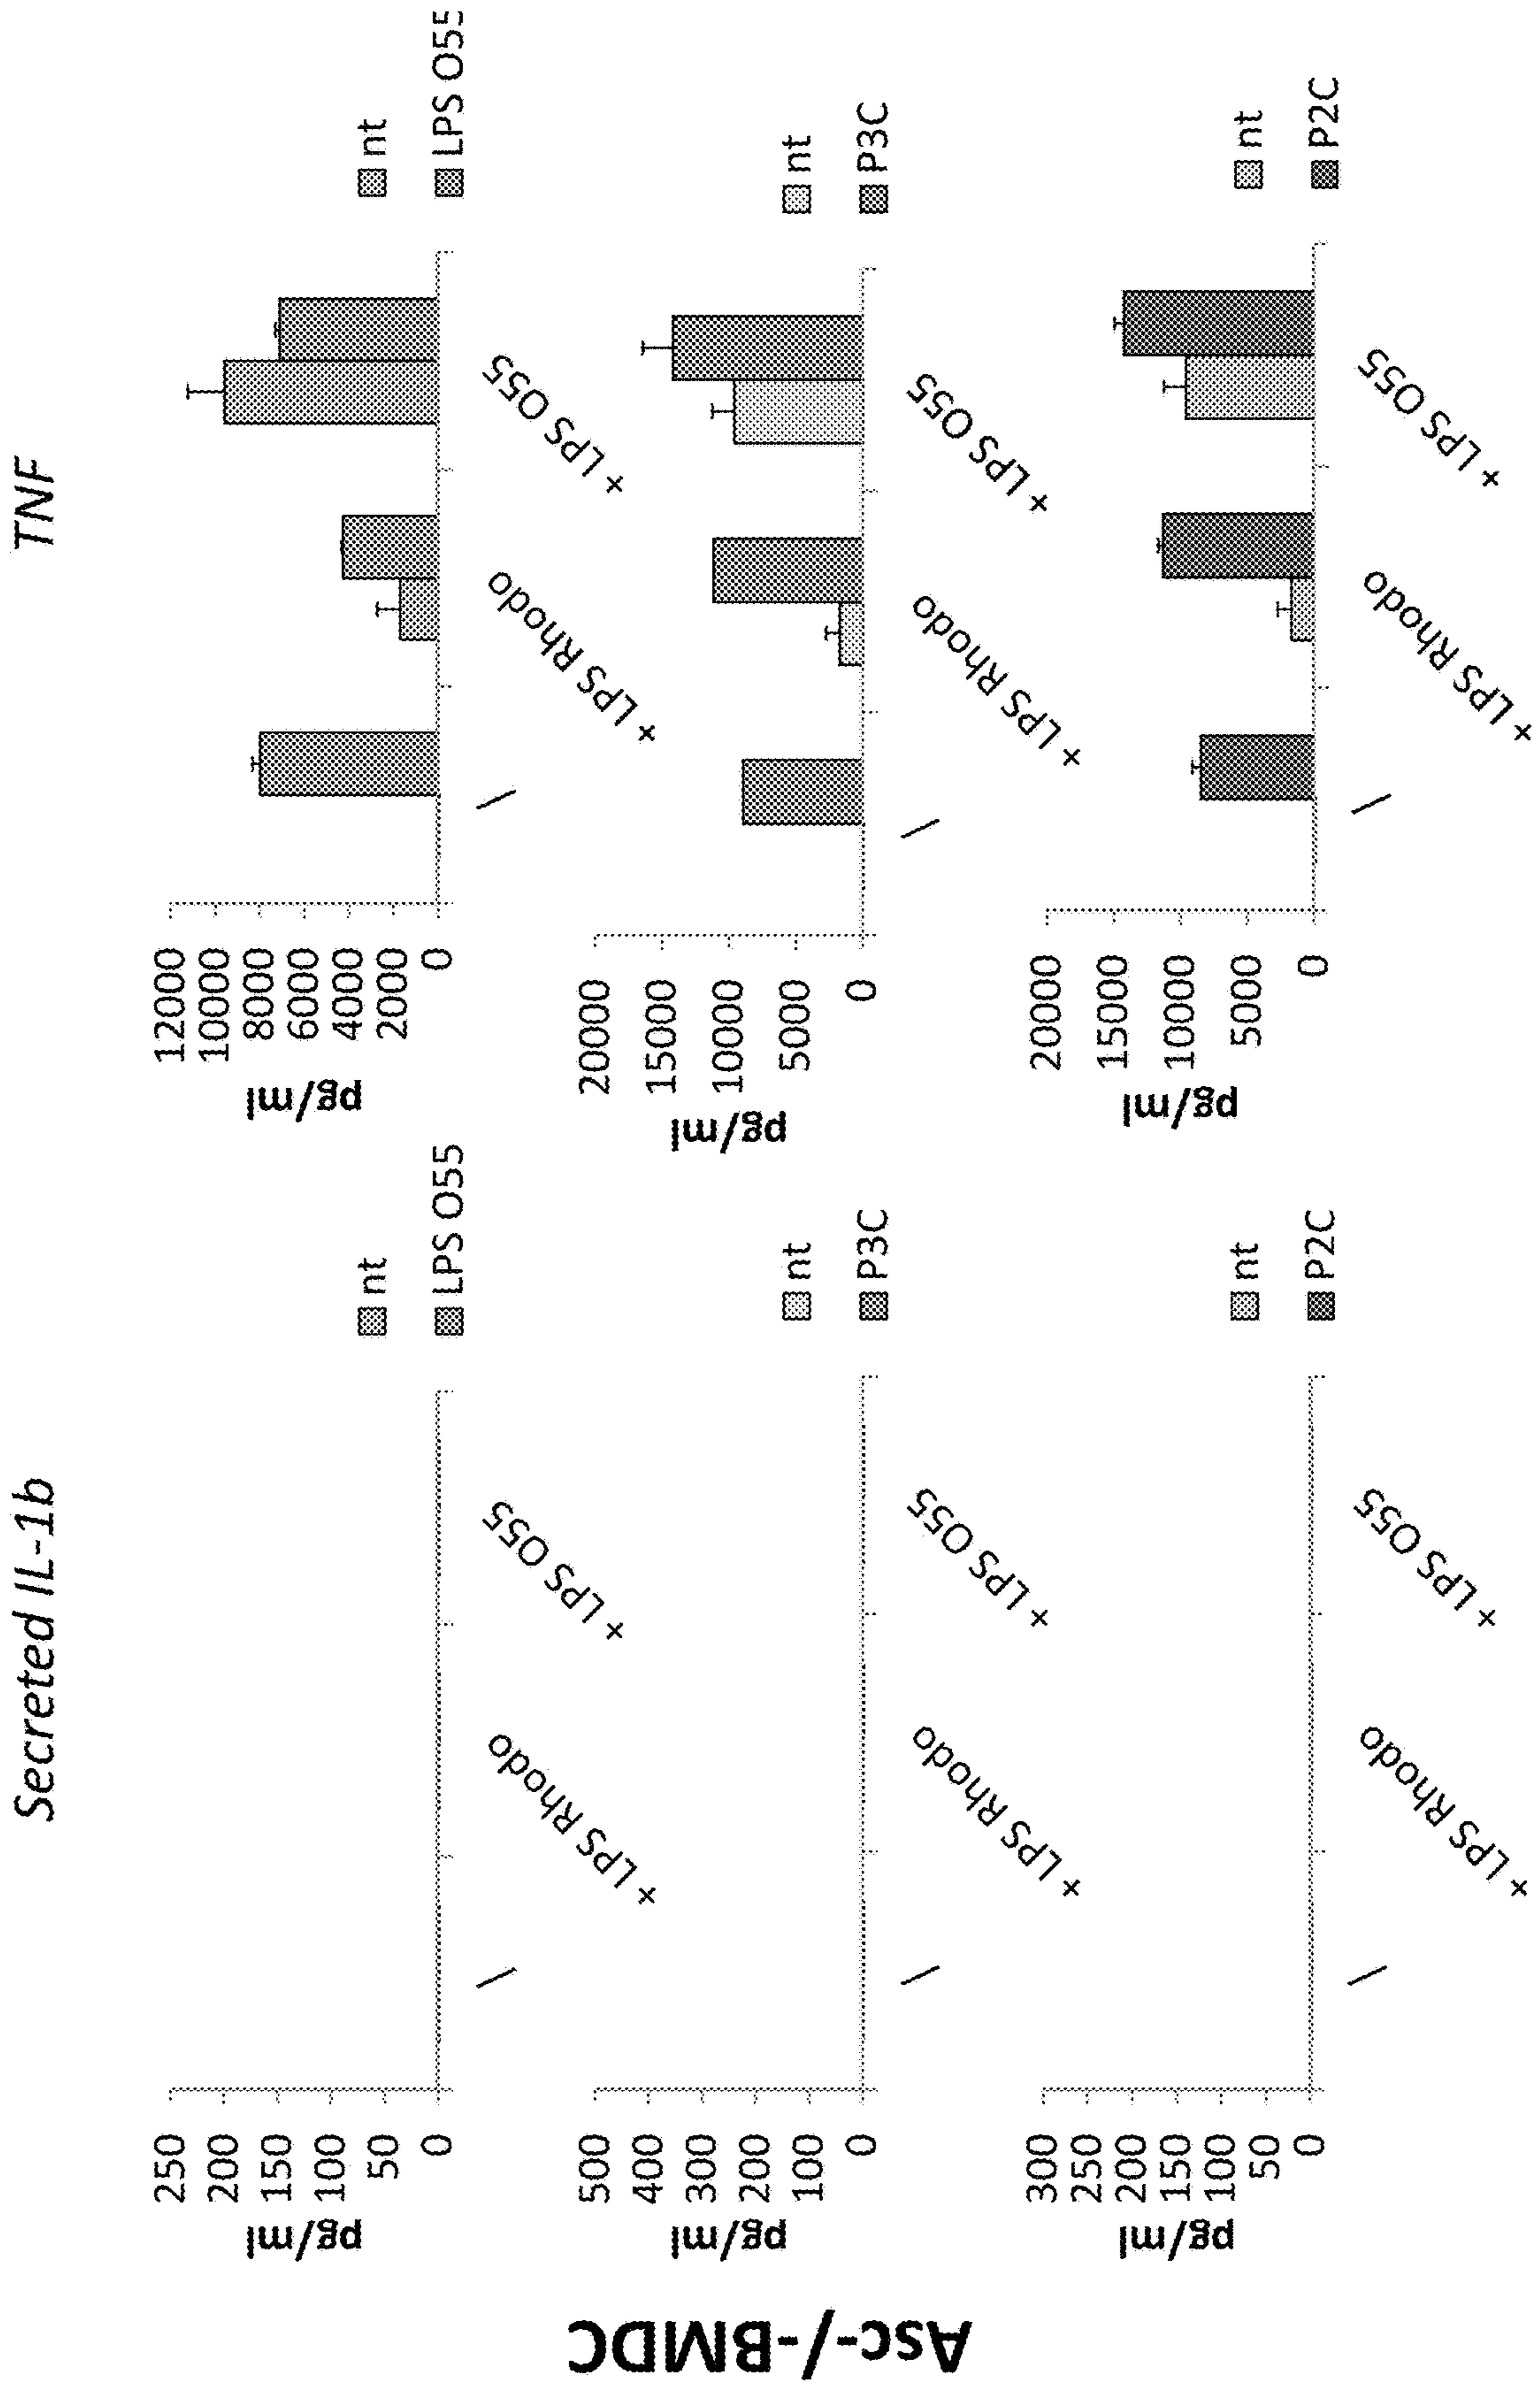 Asc-/-BMDC
Secreted IL-1b
pg/ml
250
200
150
100
50
0
/
+ LPS Rhodo
+ LPS O55
nt
LPS O55
pg/ml
500
400
300
200
100
0
/
+ LPS Rhodo
+ LPS O55
nt
P3C
pg/ml
300
250
200
150
100
50
0
/
+ LPS Rhodo
+ LPS O55
nt
P2C
TNF
pg/ml
12000
10000
8000
6000
4000
2000
0
/
+ LPS Rhodo
+ LPS O55
nt
LPS O55
pg/ml
20000
15000
10000
5000
0
/
+ LPS Rhodo
+ LPS O55
nt
P3C
pg/ml
20000
15000
10000
5000
0
/
+ LPS Rhodo
+ LPS O55
nt
P2C